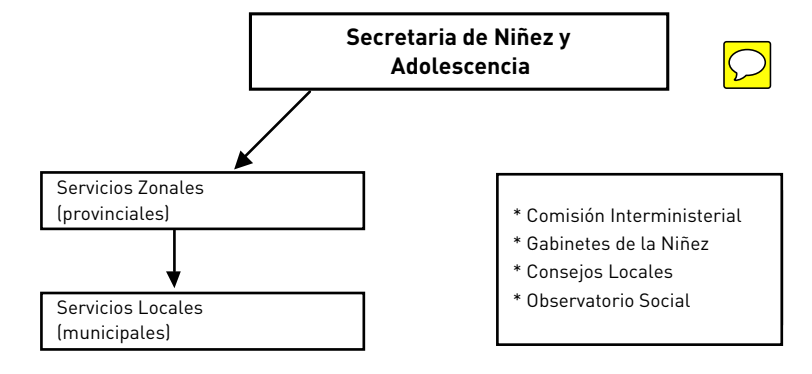 Secretaria de Niñez y
Adolescencia
Servicios Zonales
(provinciales)
Servicios Locales
(municipales)
* Comisión Interministerial
* Gabinetes de la Niñez
* Consejos Locales
* Observatorio Social